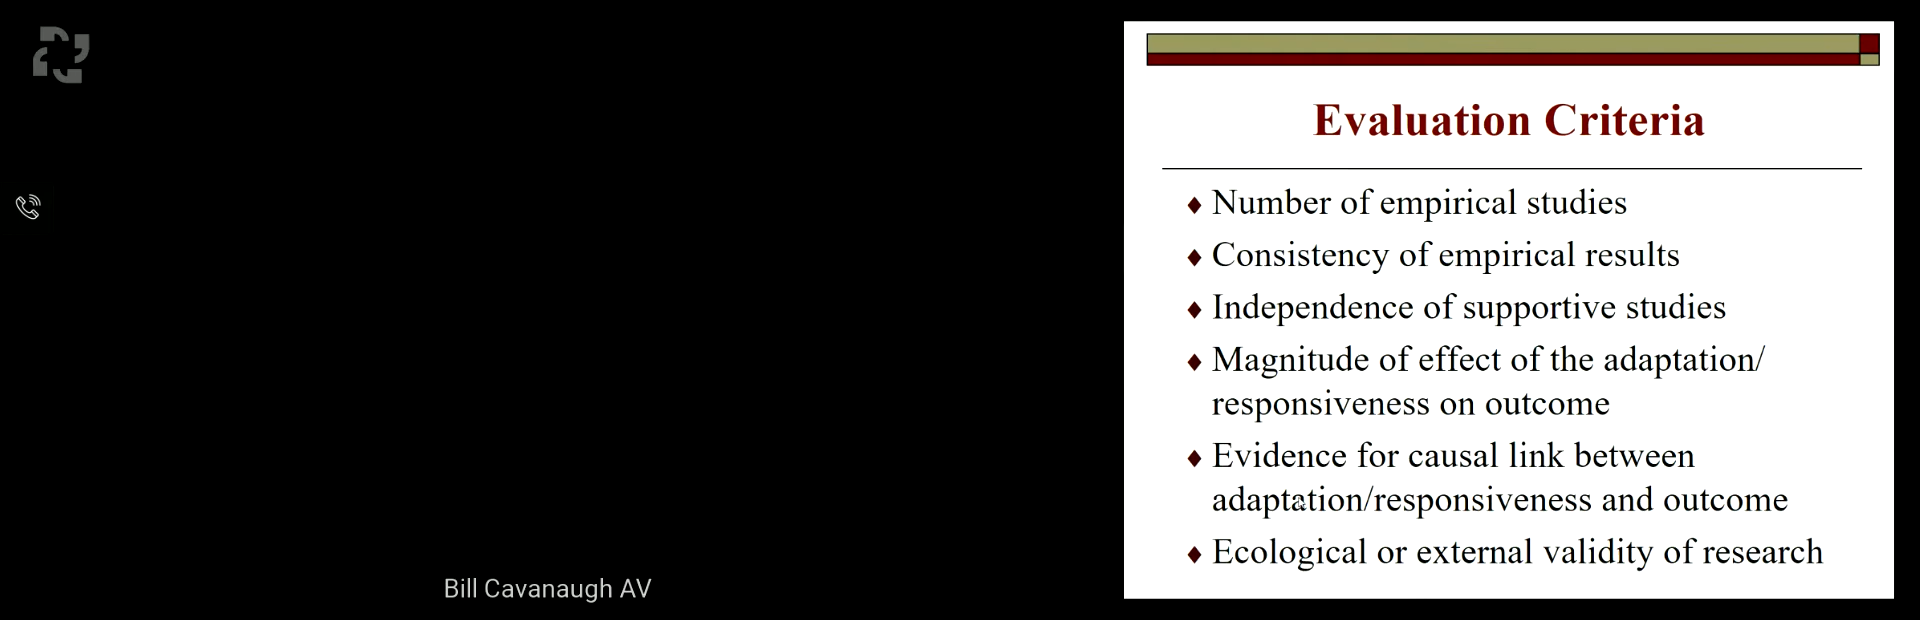 Bill Cavanaugh AV
Evaluation Criteria
♦ Number of empirical studies
♦ Consistency of empirical results
♦ Independence of supportive studies
♦ Magnitude of effect of the adaptation/
responsiveness on outcome
♦ Evidence for causal link between
adaptation/responsiveness and outcome
♦ Ecological or external validity of research